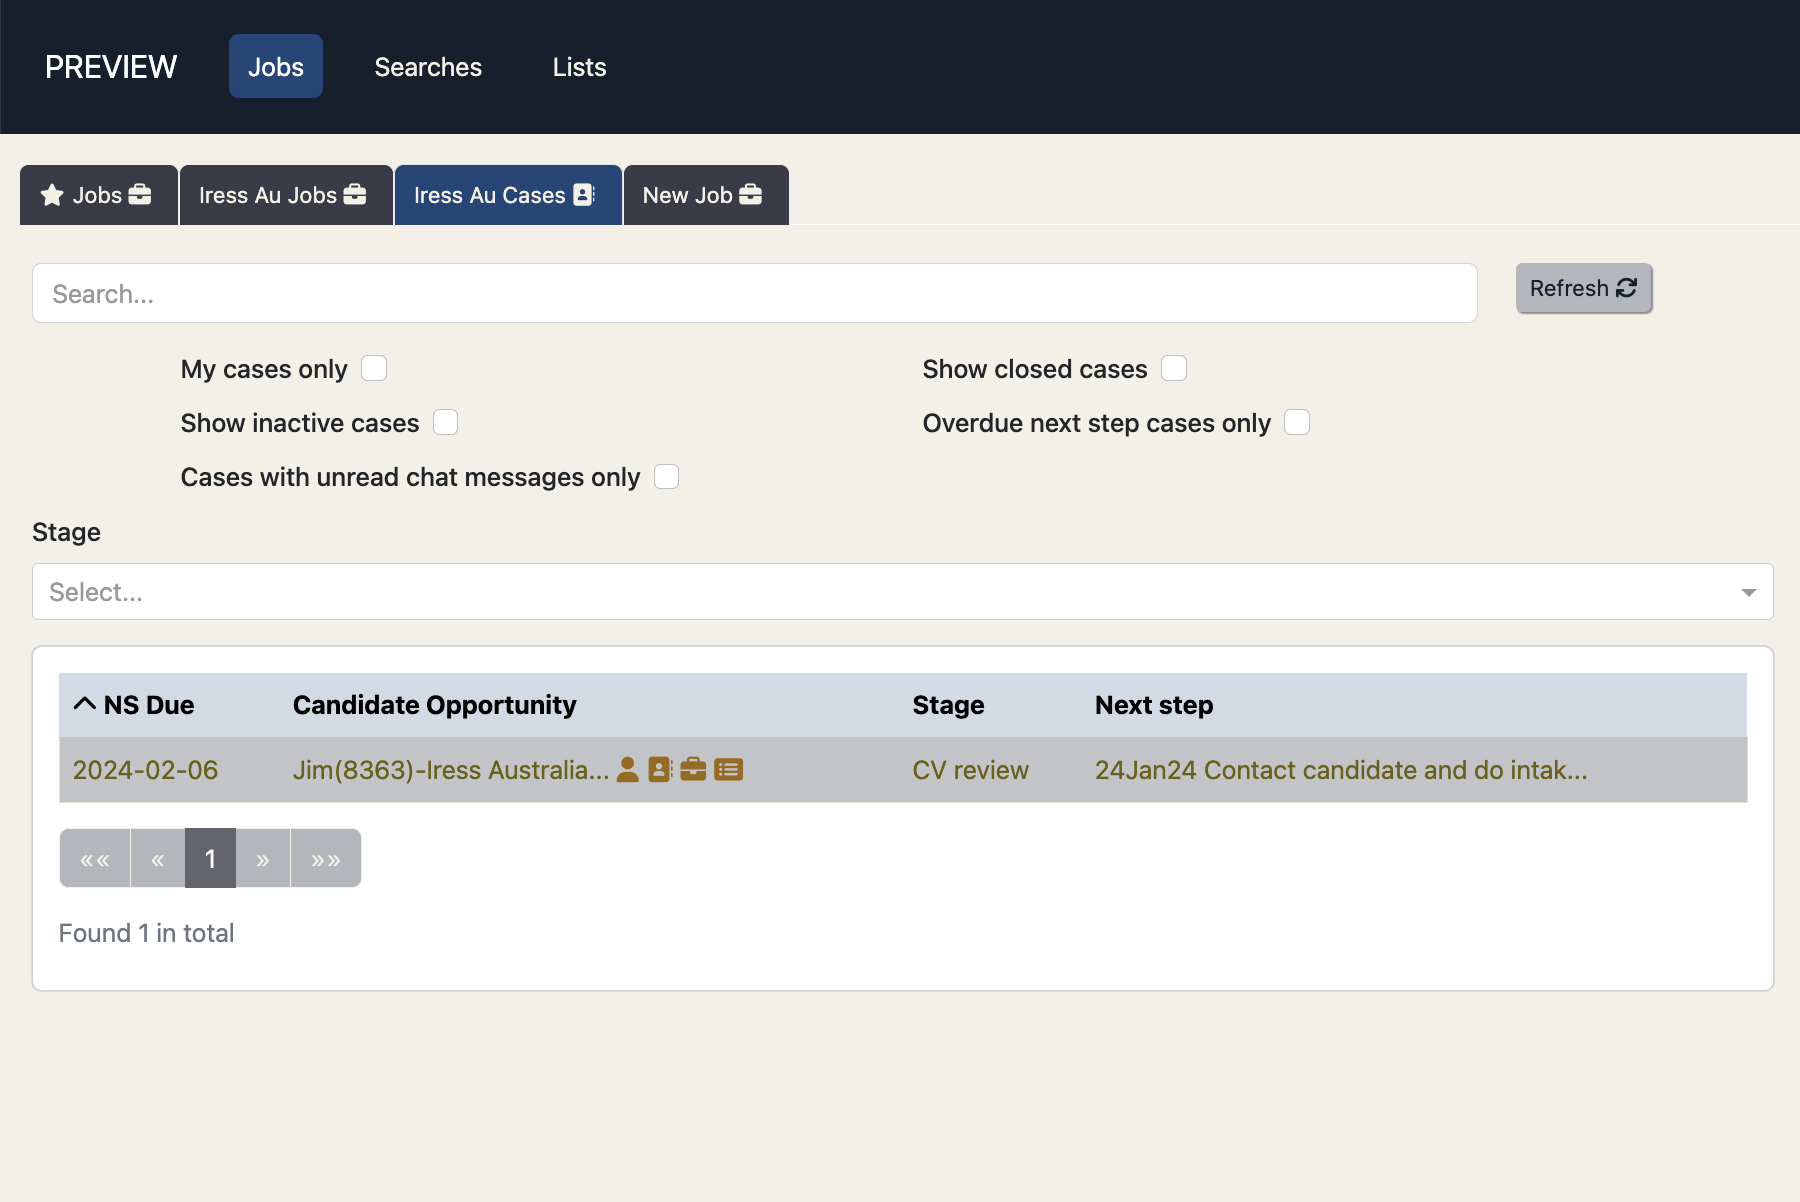 PREVIEW Jobs Searches Lists
Jobs Iress Au Jobs Iress Au Cases New Job
Search...
Refresh
My cases only
Show closed cases
Show inactive cases
Overdue next step cases only
Cases with unread chat messages only
Stage
Select...
NS Due Candidate Opportunity Stage Next step
2024-02-06 Jim(8363)-Iress Australia... CV review 24Jan24 Contact candidate and do intak...
«« « 1 » »»
Found 1 in total